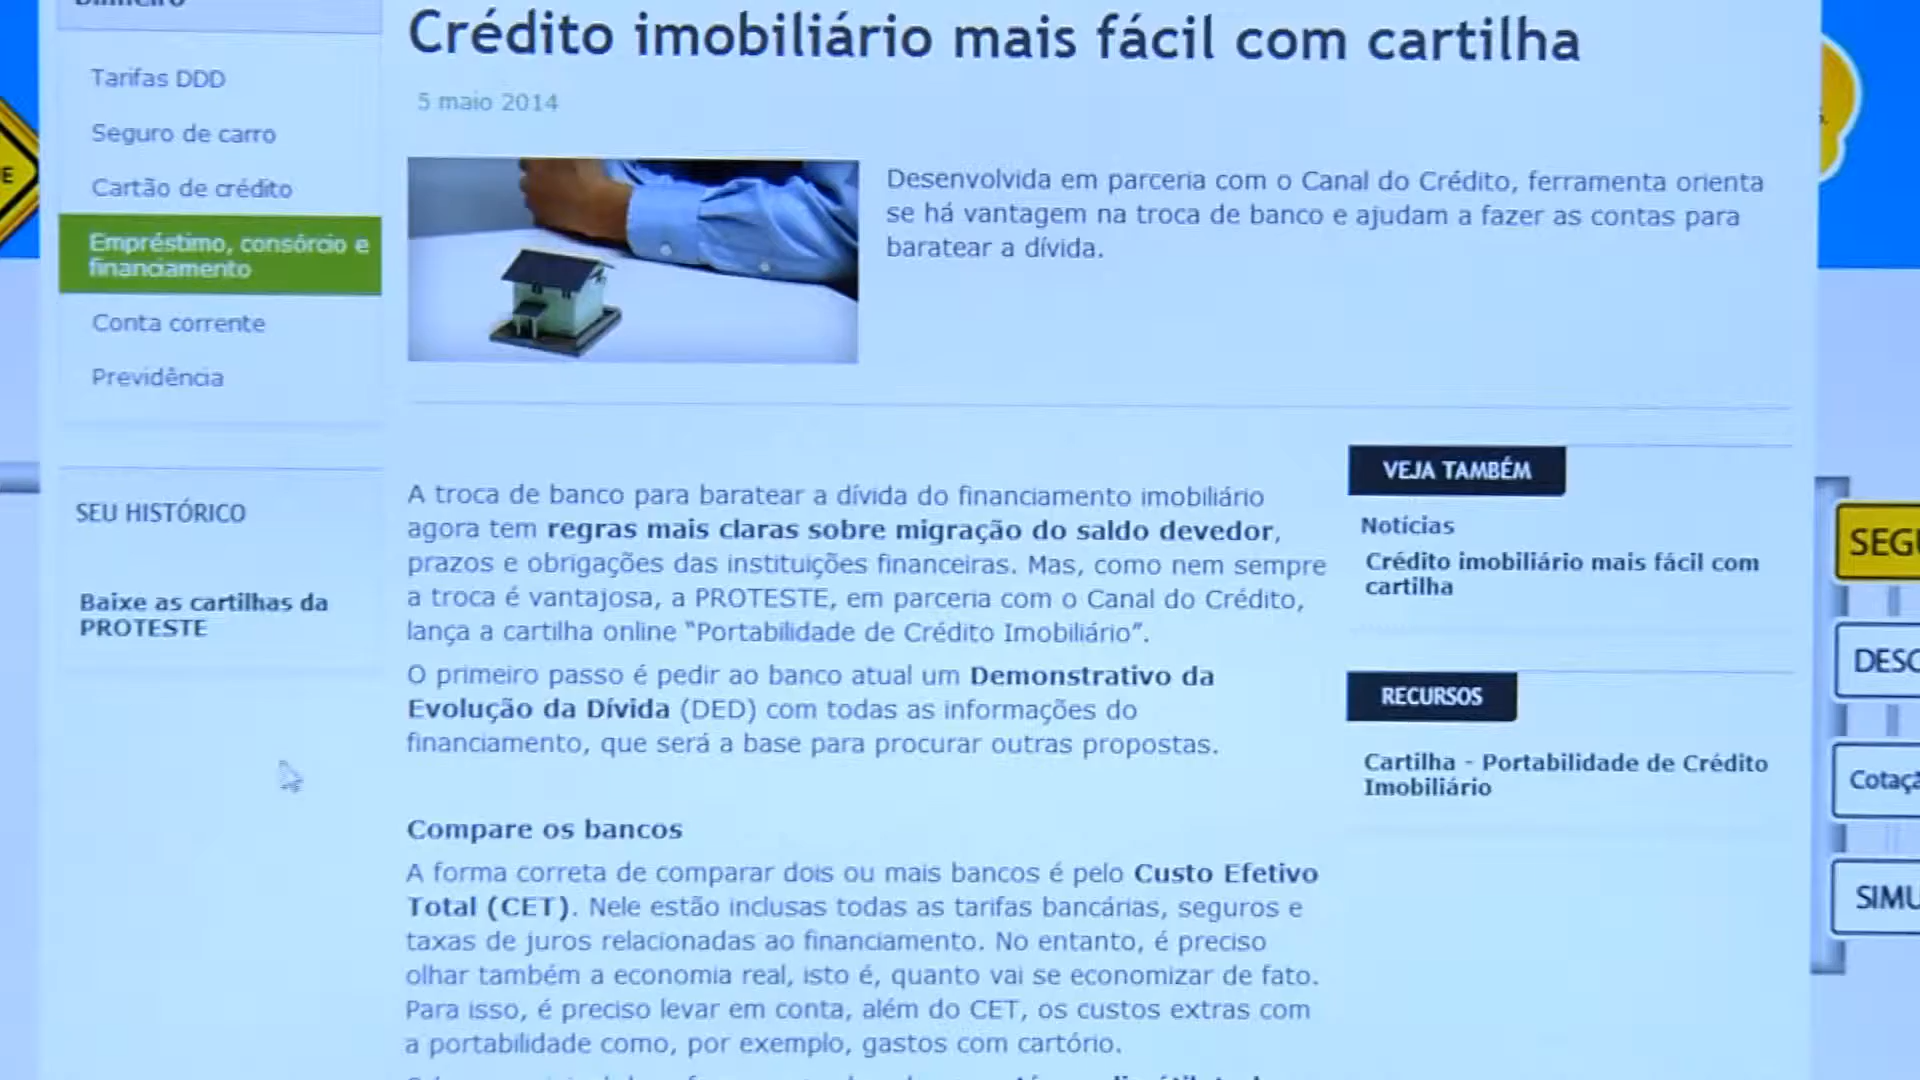 Crédito imobiliário mais fácil com cartilha
5 maio 2014
Tarifas DDD
Seguro de carro
Cartão de crédito
Empréstimo, consórcio e
financiamento
Conta corrente
Previdência
SEU HISTÓRICO
Baixe as cartilhas da
PROTESTE
Desenvolvida em parceria com o Canal do Crédito, ferramenta orienta
se há vantagem na troca de banco e ajudam a fazer as contas para
baratear a dívida.
A troca de banco para baratear a dívida do financiamento imobiliário
agora tem regras mais claras sobre migração do saldo devedor,
prazos e obrigações das instituições financeiras. Mas, como nem sempre
a troca é vantajosa, a PROTESTE, em parceria com o Canal do Crédito,
lança a cartilha online "Portabilidade de Crédito Imobiliário".
O primeiro passo é pedir ao banco atual um Demonstrativo da
Evolução da Dívida (DED) com todas as informações do
financiamento, que será a base para procurar outras propostas.
Compare os bancos
A forma correta de comparar dois ou mais bancos é pelo Custo Efetivo
Total (CET). Nele estão inclusas todas as tarifas bancárias, seguros e
taxas de juros relacionadas ao financiamento. No entanto, é preciso
olhar também a economia real, isto é, quanto vai se economizar de fato.
Para isso, é preciso levar em conta, além do CET, os custos extras com
a portabilidade como, por exemplo, gastos com cartório.
VEJA TAMBÉM
Notícias
Crédito imobiliário mais fácil com
cartilha
RECURSOS
Cartilha - Portabilidade de Crédito
Imobiliário